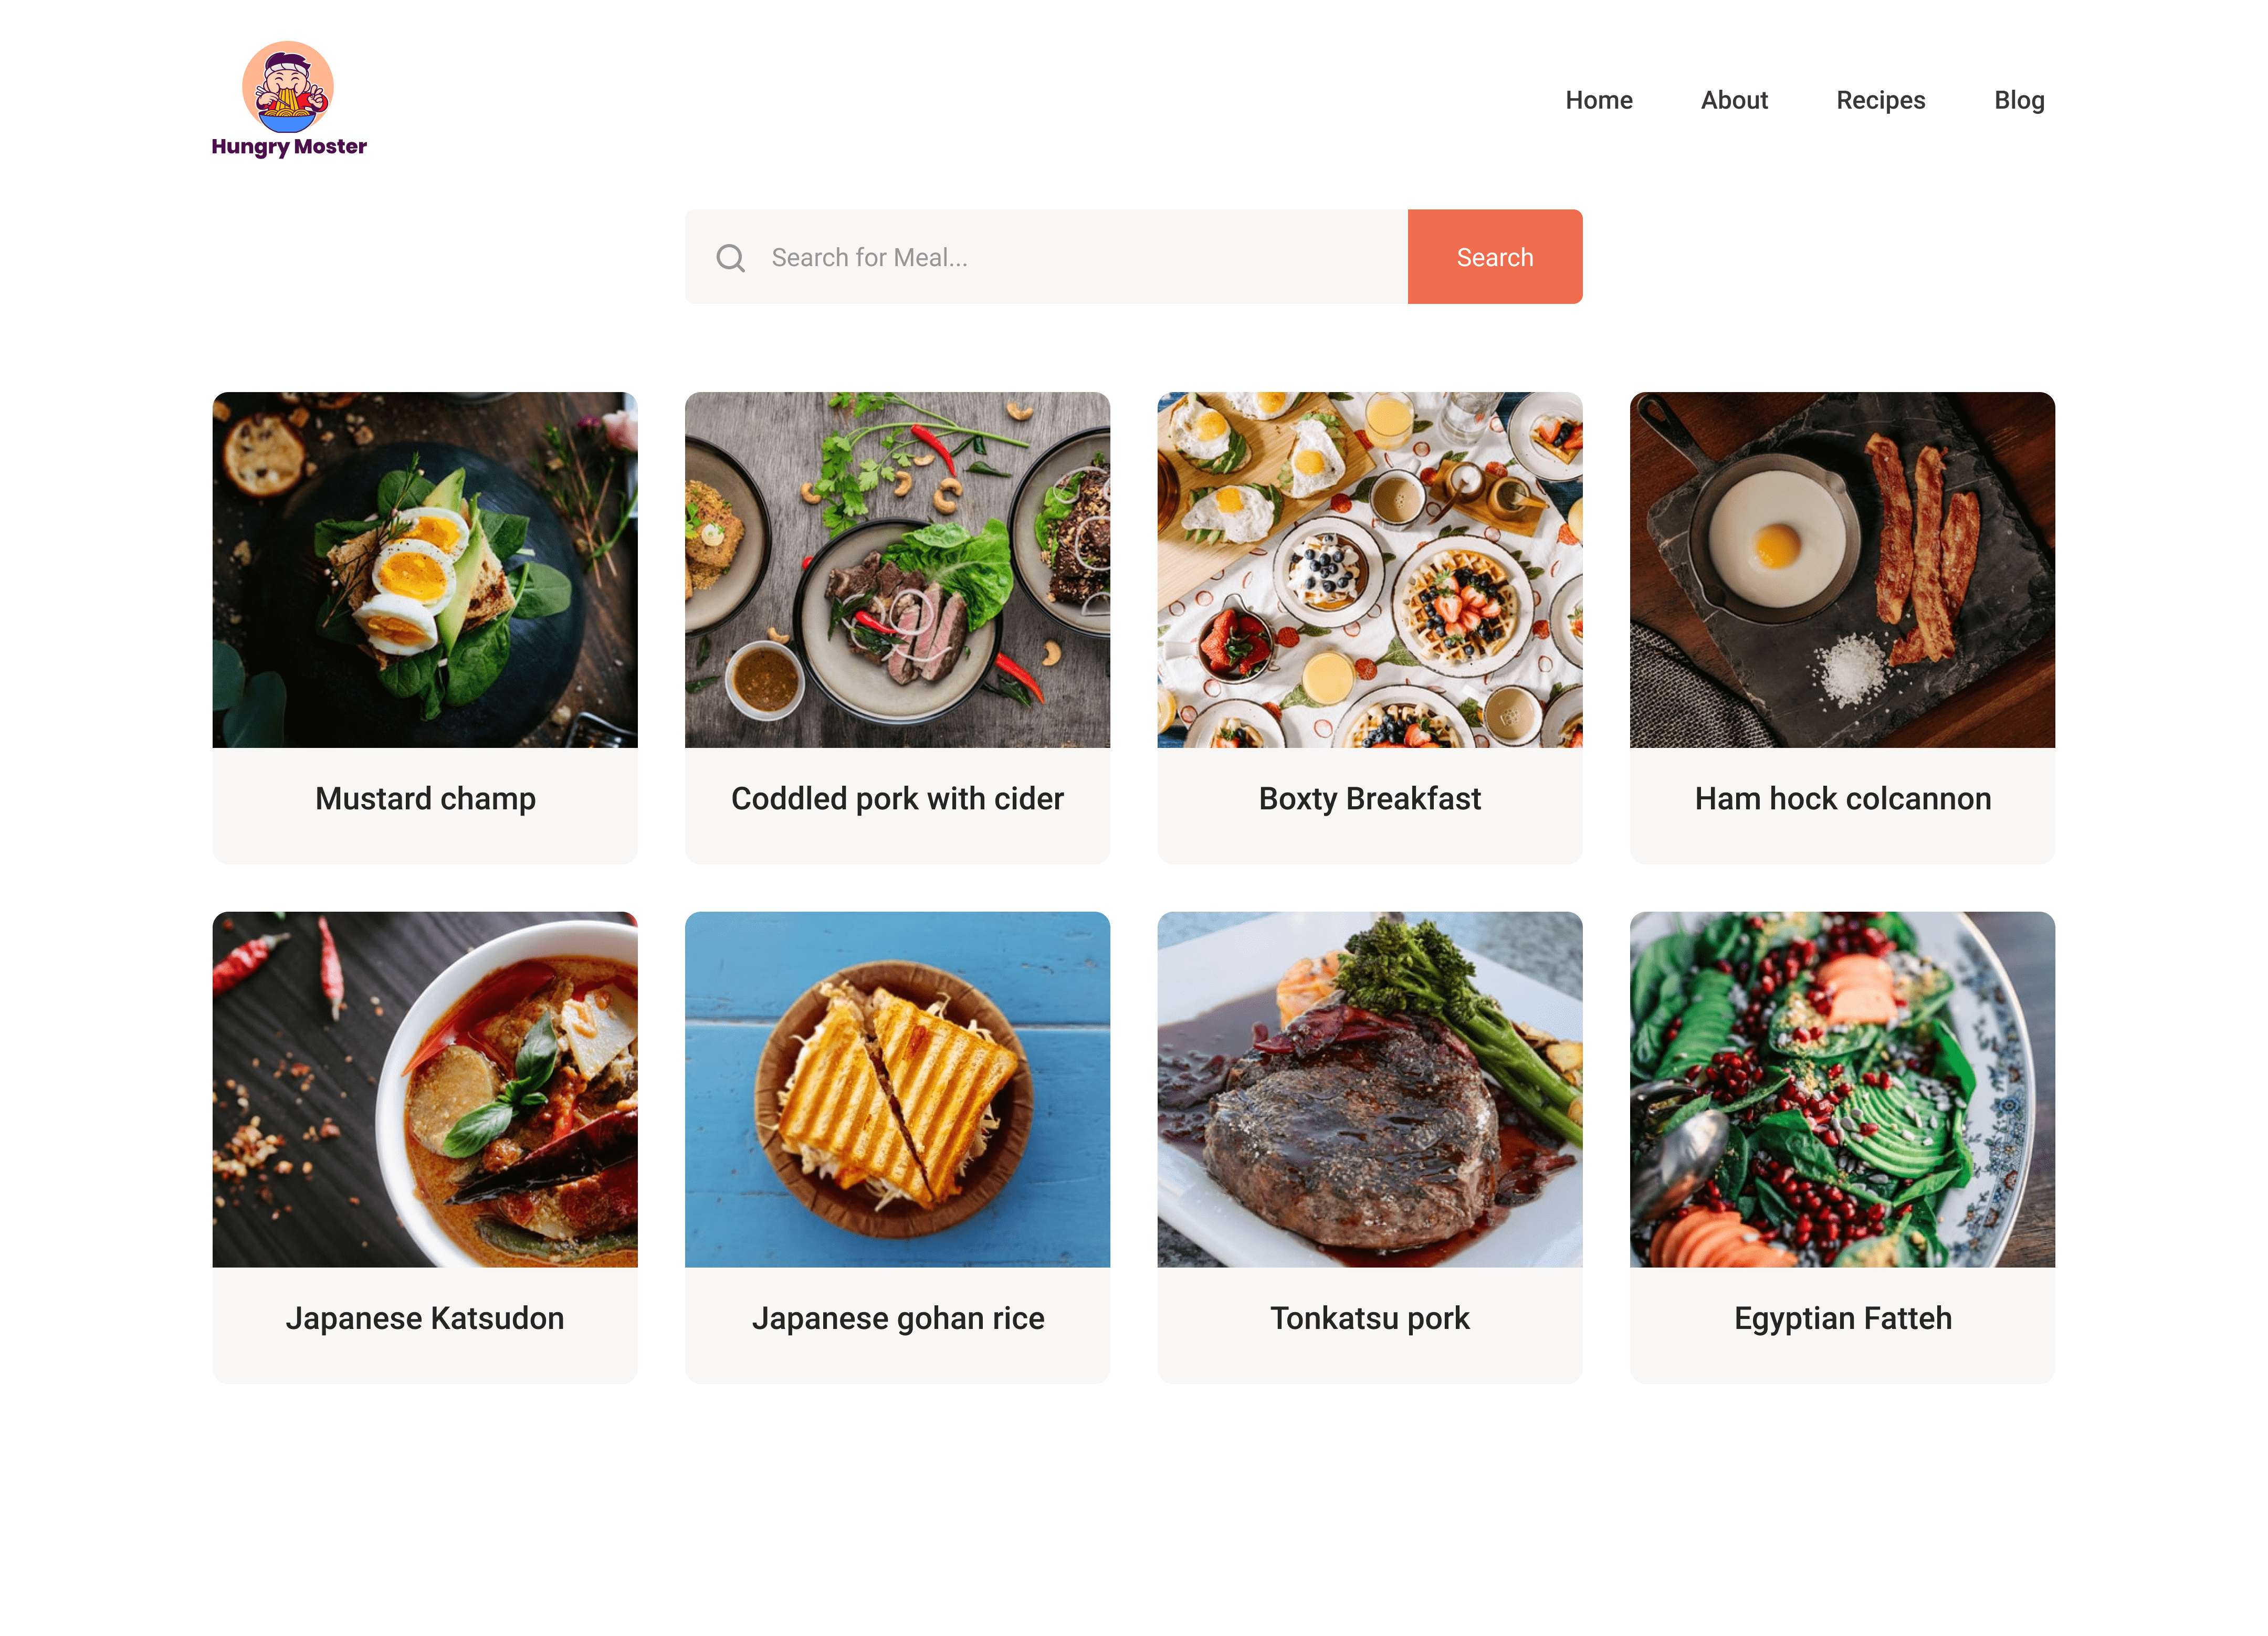 Hungry Moster
Home
About
Recipes
Blog
Search for Meal...
Search
Mustard champ
Coddled pork with cider
Boxty Breakfast
Ham hock colcannon
Japanese Katsudon
Japanese gohan rice
Tonkatsu pork
Egyptian Fatteh